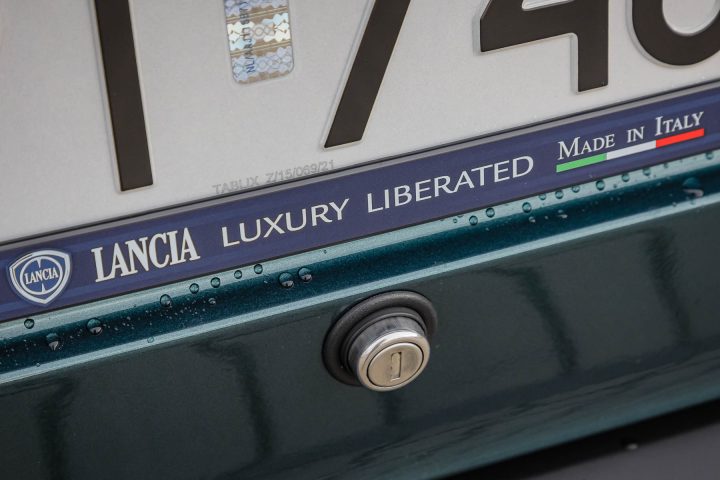 TABLIX Z/15/069/21
LANCIA
LANCIA LUXURY LIBERATED
MADE IN ITALY